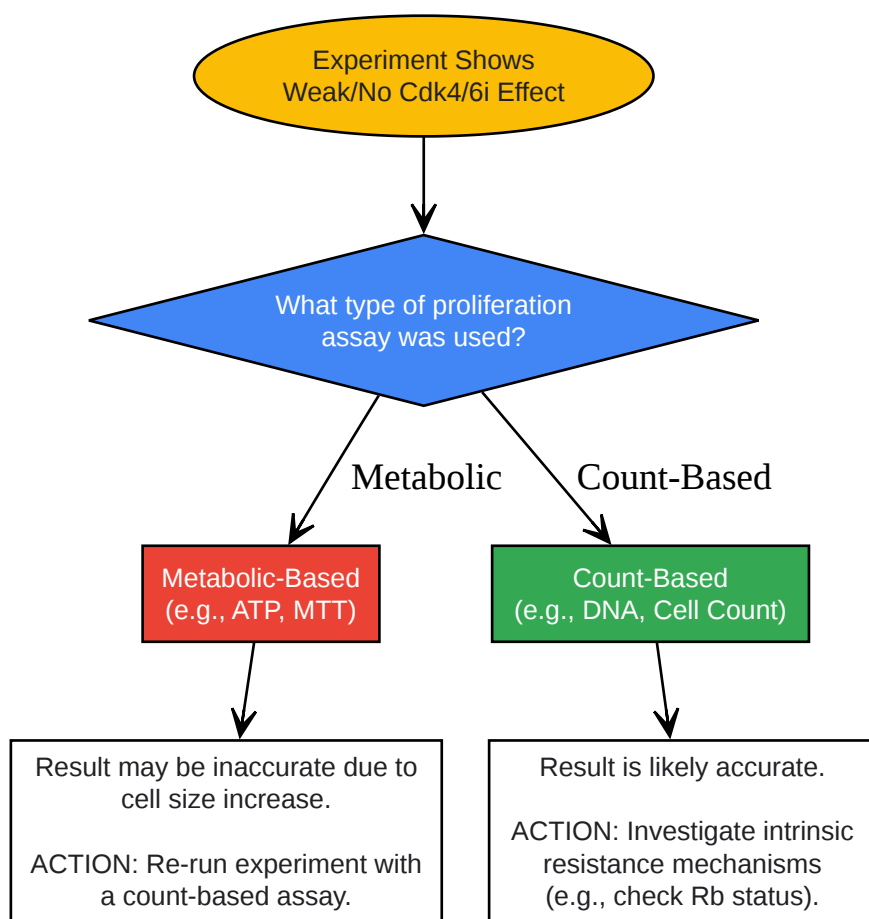 Experiment Shows
Weak/No Cdk4/6i Effect
What type of proliferation
assay was used?
Metabolic
Count-Based
Metabolic-Based
(e.g., ATP, MTT)
Count-Based
(e.g., DNA, Cell Count)
Result may be inaccurate due to
cell size increase.
ACTION: Re-run experiment with
a count-based assay.
Result is likely accurate.
ACTION: Investigate intrinsic
resistance mechanisms
(e.g., check Rb status).